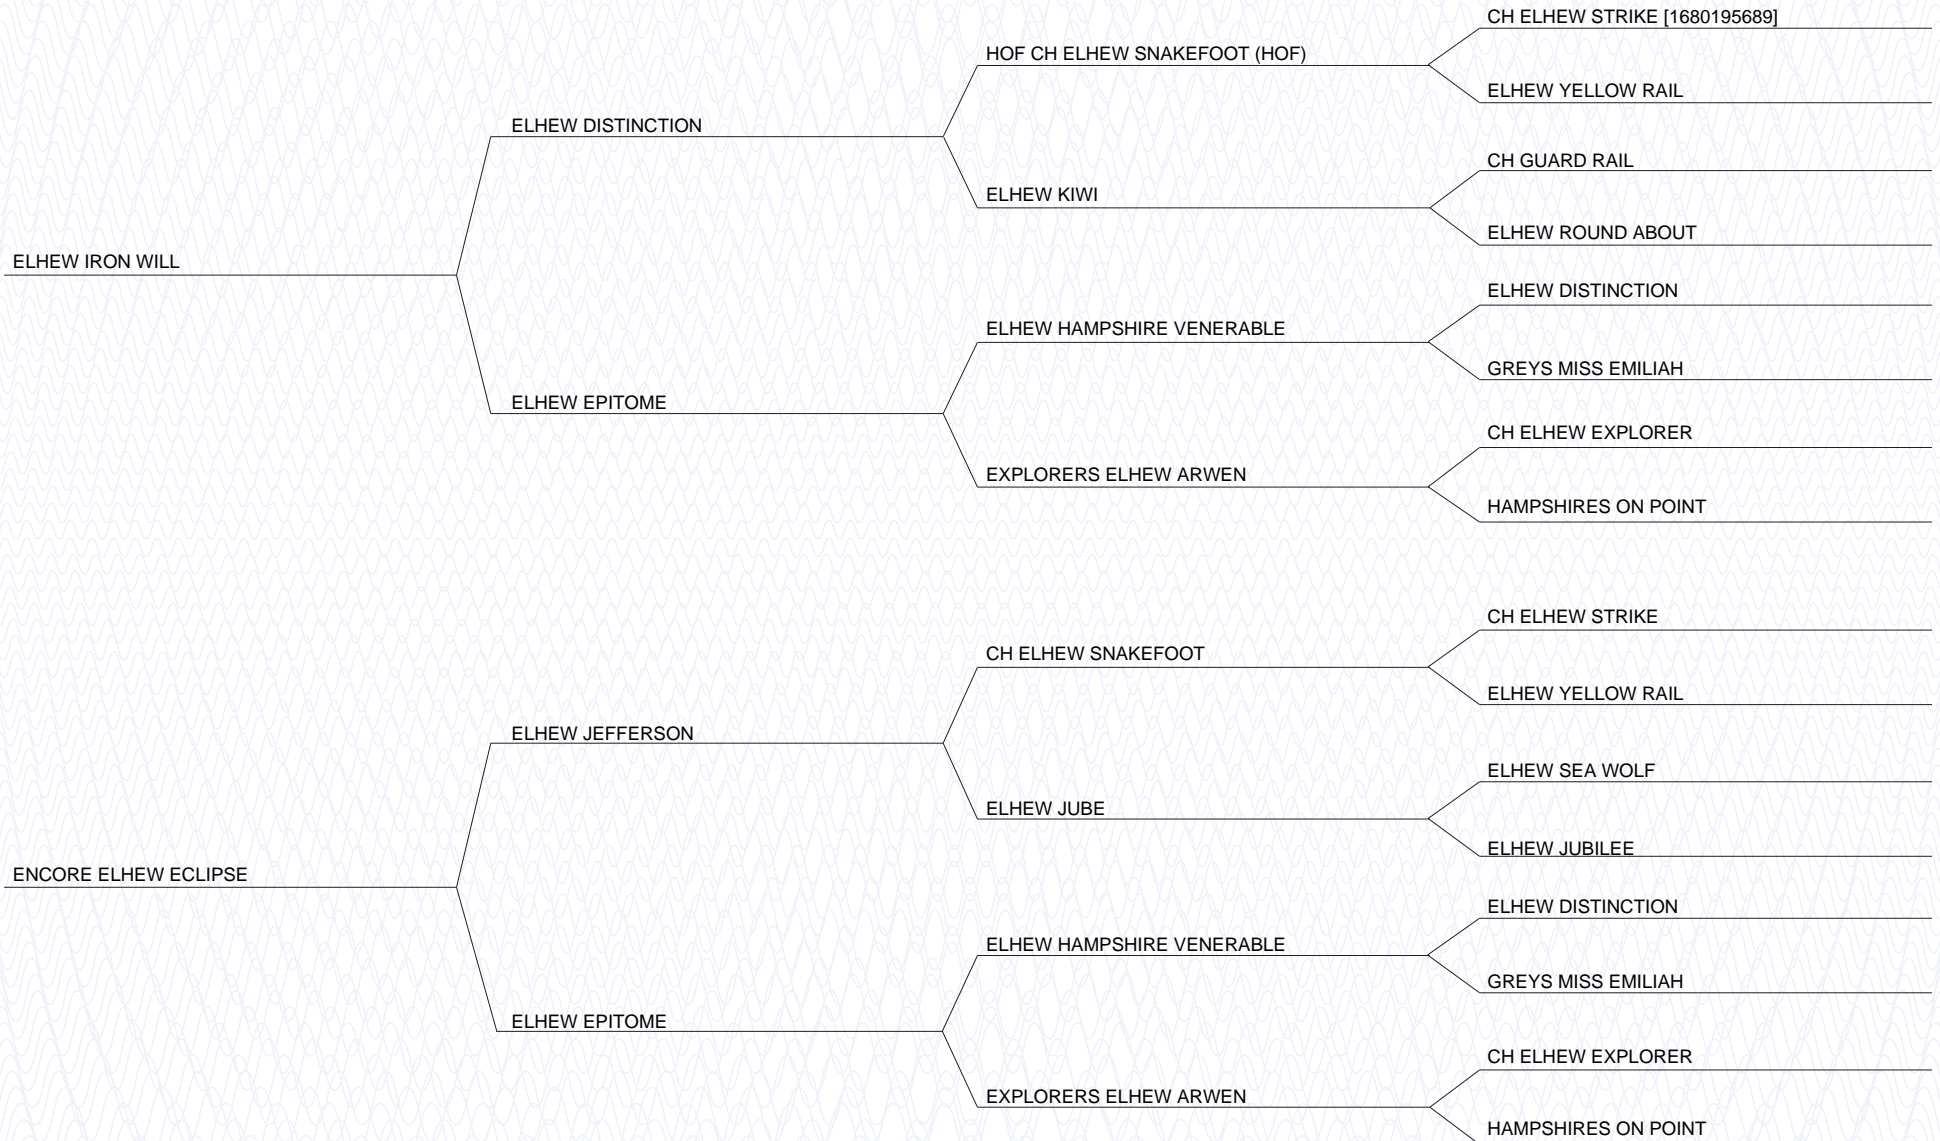 CH ELHEW STRIKE [1680195689]
HOF CH ELHEW SNAKEFOOT (HOF)
ELHEW YELLOW RAIL
ELHEW DISTINCTION
CH GUARD RAIL
ELHEW KIWI
ELHEW ROUND ABOUT
ELHEW IRON WILL
ELHEW DISTINCTION
ELHEW HAMPSHIRE VENERABLE
GREYS MISS EMILIAH
ELHEW EPITOME
CH ELHEW EXPLORER
EXPLORERS ELHEW ARWEN
HAMPSHIRES ON POINT
CH ELHEW STRIKE
CH ELHEW SNAKEFOOT
ELHEW YELLOW RAIL
ELHEW JEFFERSON
ELHEW SEA WOLF
ELHEW JUBE
ELHEW JUBILEE
ENCORE ELHEW ECLIPSE
ELHEW DISTINCTION
ELHEW HAMPSHIRE VENERABLE
GREYS MISS EMILIAH
ELHEW EPITOME
CH ELHEW EXPLORER
EXPLORERS ELHEW ARWEN
HAMPSHIRES ON POINT